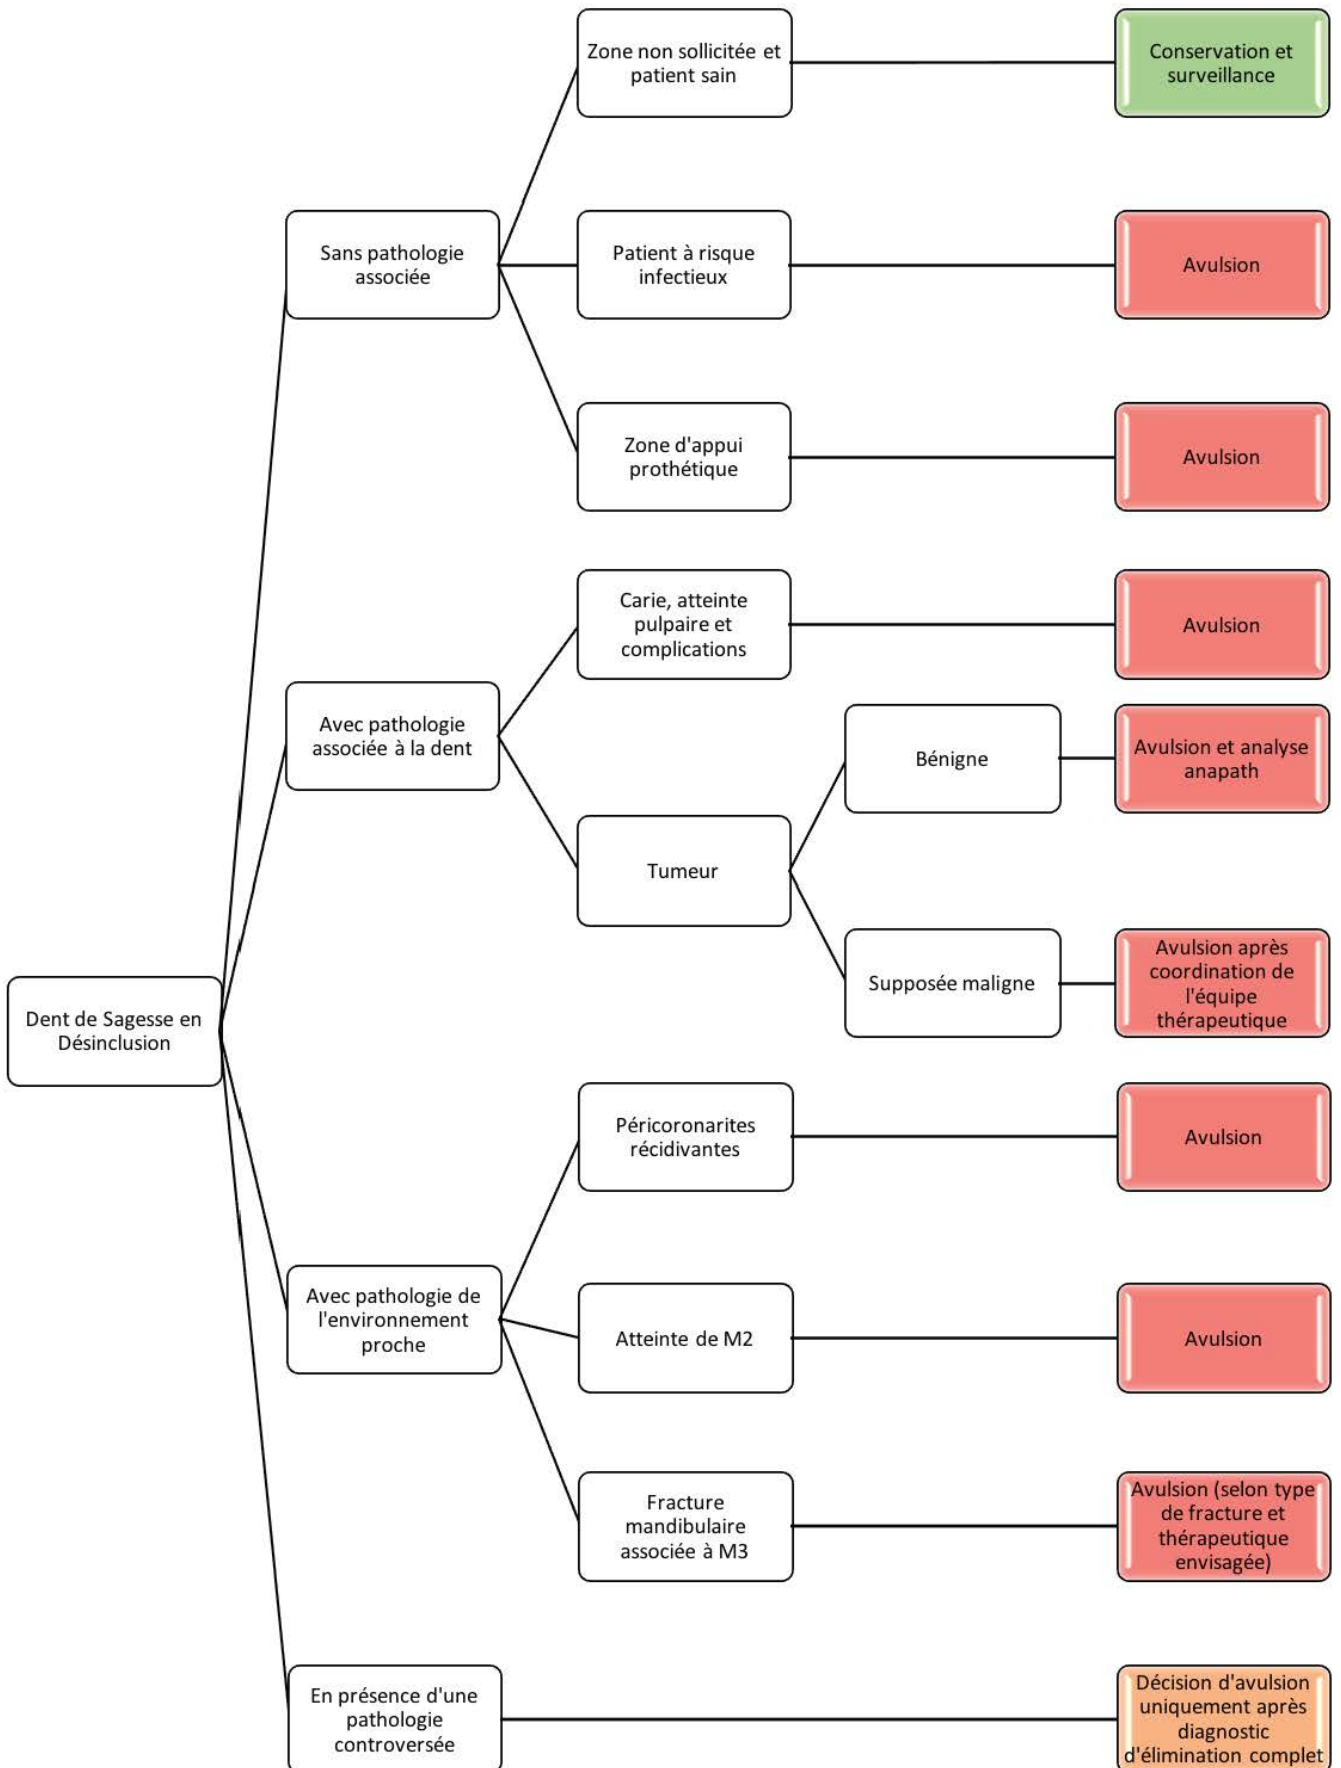 Zone non sollicitée et
patient sain
Conservation et
surveillance
Sans pathologie
associée
Patient à risque
infectieux
Avulsion
Zone d'appui
prothétique
Avulsion
Carie, atteinte
pulpaire et
complications
Avulsion
Avec pathologie
associée à la dent
Bénigne
Avulsion et analyse
anapath
Tumeur
Supposée maligne
Avulsion après
coordination de
l'équipe
thérapeutique
Dent de Sagesse en
Désinclusion
Péricoronarites
récidivantes
Avulsion
Avec pathologie de
l'environnement
proche
Atteinte de M2
Avulsion
Fracture
mandibulaire
associée à M3
Avulsion (selon type
de fracture et
thérapeutique
envisagée)
En présence d'une
pathologie
controversée
Décision d'avulsion
uniquement après
diagnostic
d'élimination complet